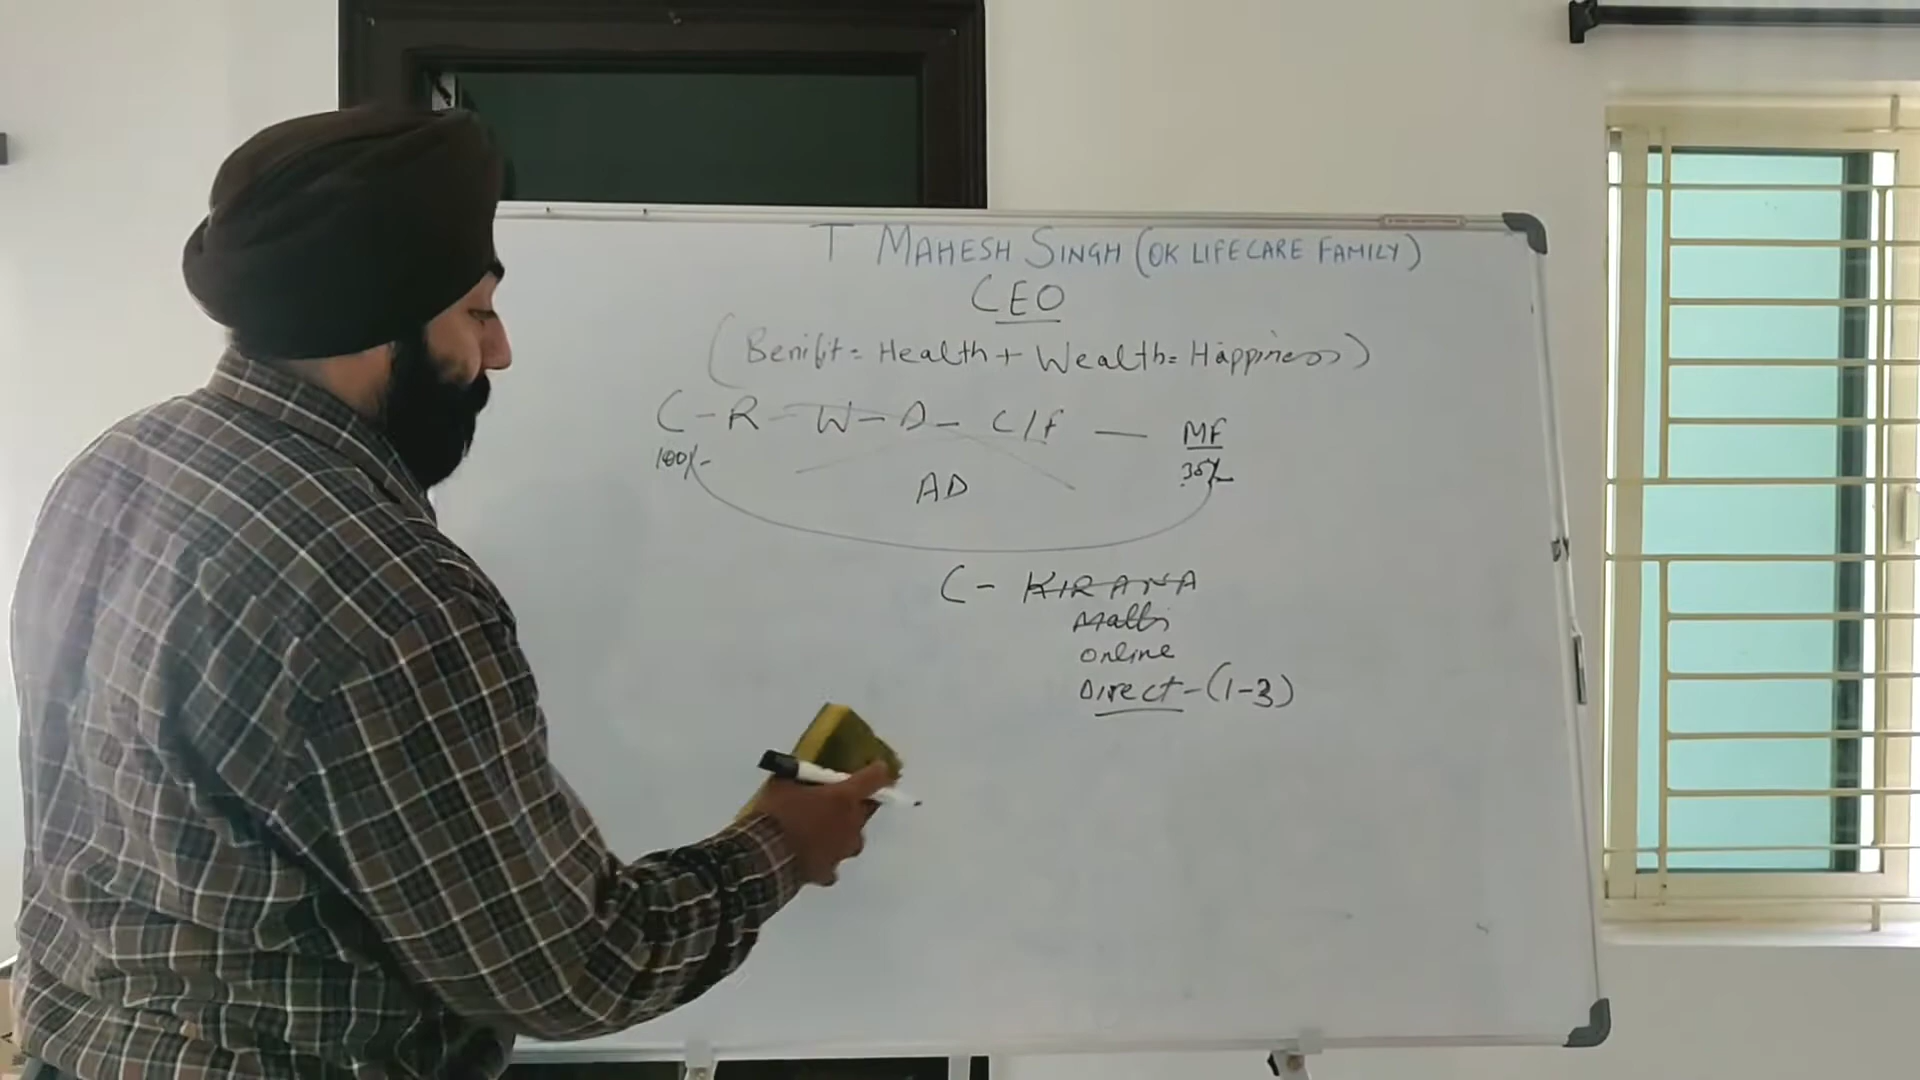 T MAHESH SINGH (OK LIFECARE FAMILY)
CEO
(Benifit = Health + Wealth = Happiness)
C - R - W - D - C/f — MF
100/- 35/-
AD
C - KIRANA
Malls
Online
Direct - (1-3)